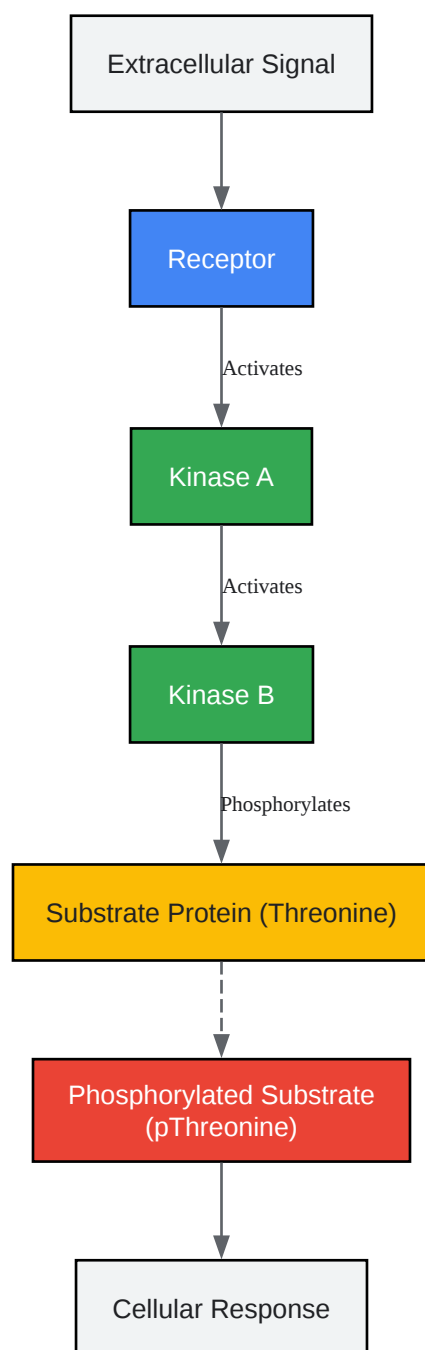 Extracellular Signal
Receptor
Activates
Kinase A
Activates
Kinase B
Phosphorylates
Substrate Protein (Threonine)
Phosphorylated Substrate
(pThreonine)
Cellular Response